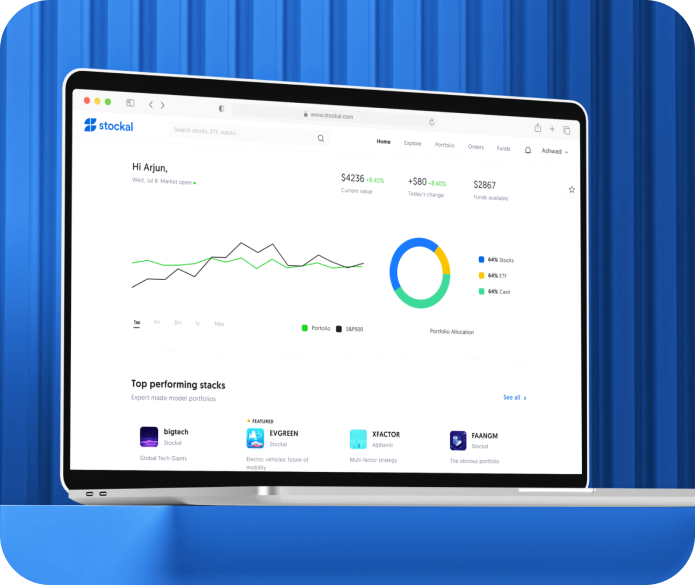 www.stockal.com
stockal
Search stocks, ETF, stacks...
Home Explore Portfolio Orders Funds Ashwad
Hi Arjun,
Wed, Jul 8 Market open
$4236 +8.40%
Current value
+$80 +8.40%
Today's change
$2867
Funds available
64% Stocks
64% ETF
64% Cash
1w 1m 6m 1y Max
Portolio S&P500
Portfolio Allocation
Top performing stacks
Expert made model portfolios
See all
bigtech
Stockal
Global Tech Giants
FEATURED
EVGREEN
Stockal
Electric vehicles; future of
mobility
XFACTOR
Alphaniti
Multi-factor strategy
FAANGM
Stockal
The obvious portfolio